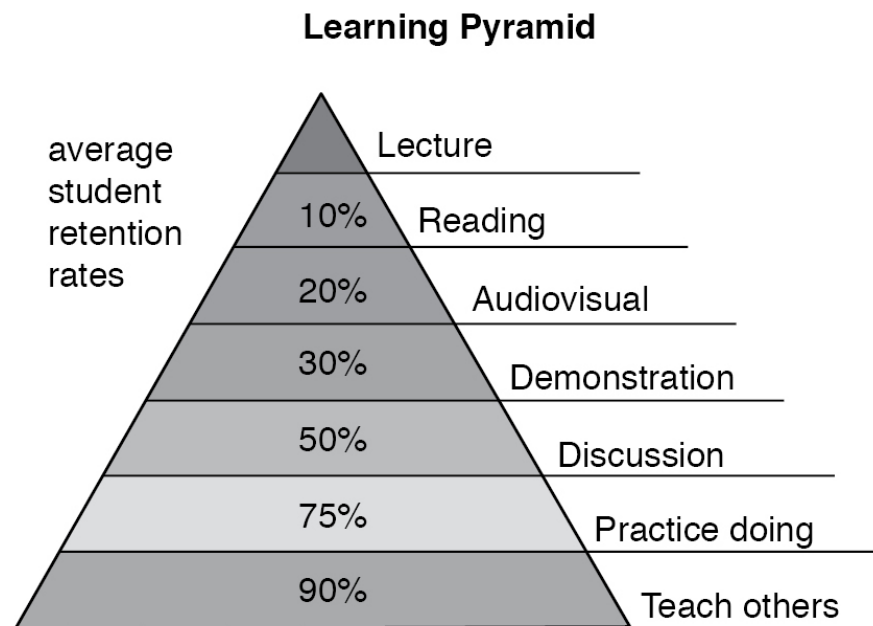 Learning Pyramid
average
student
retention
rates
Lecture
10% Reading
20% Audiovisual
30% Demonstration
50% Discussion
75% Practice doing
90% Teach others